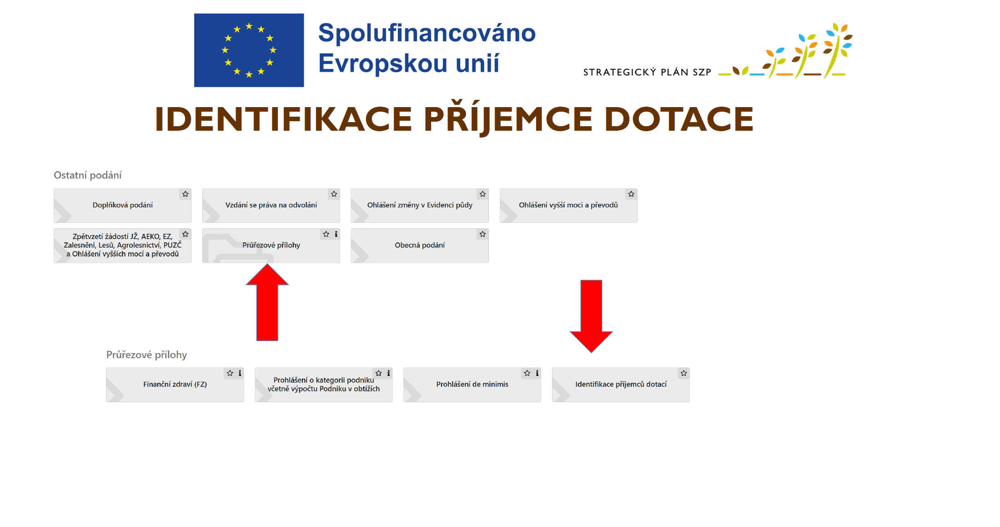 Spolufinancováno
Evropskou unií
STRATEGICKÝ PLÁN SZP
IDENTIFIKACE PŘÍJEMCE DOTACE
Ostatní podání
Doplňková podání
Vzdání se práva na odvolání
Ohlášení změny v Evidenci půdy
Ohlášení vyšší moci a převodů
Zpětvzetí žádostí JŽ, AEKO, EZ,
Zalesnění, Lesů, Agrolesnictví, PUZČ
a Ohlášení vyšších mocí a převodů
Průřezové přílohy
Obecná podání
Průřezové přílohy
Finanční zdraví (FZ)
Prohlášení o kategorii podniku
včetně výpočtu Podniku v obtížích
Prohlášení de minimis
Identifikace příjemců dotací